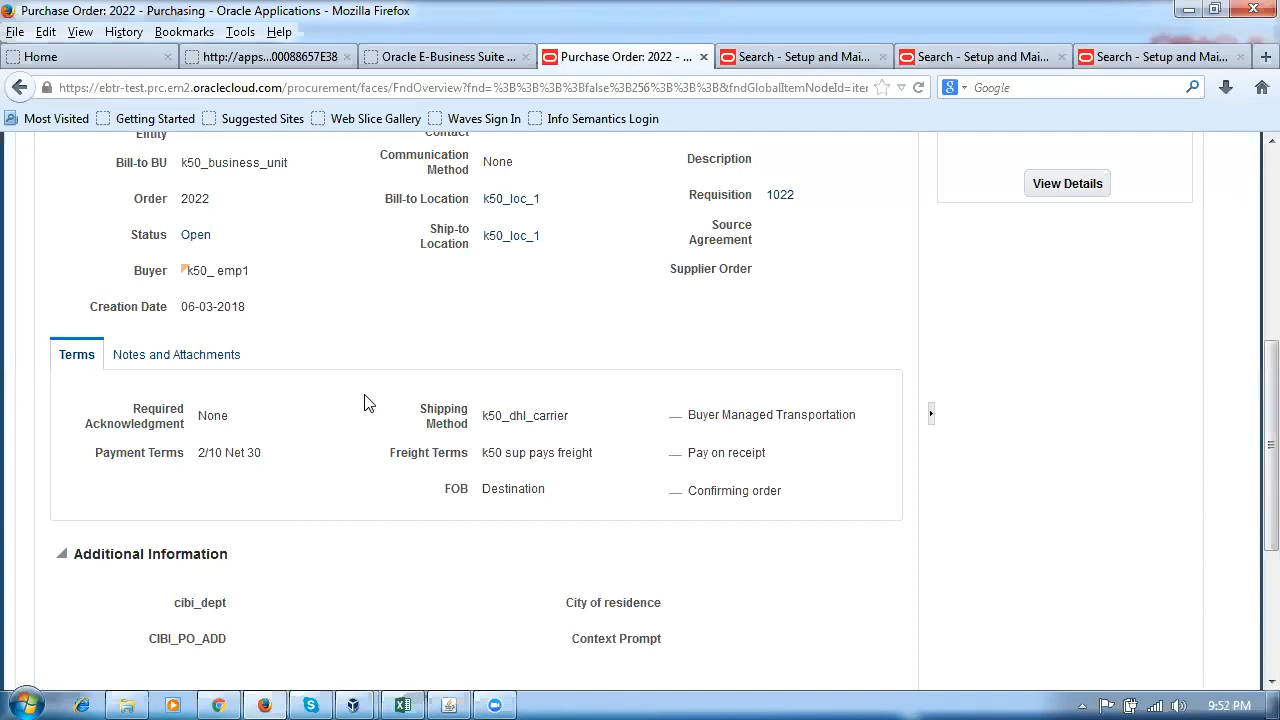 Purchase Order: 2022 - Purchasing - Oracle Applications - Mozilla Firefox
File Edit View History Bookmarks Tools Help
Home http://apps...00088657E38 Oracle E-Business Suite ... Purchase Order: 2022 - ... Search - Setup and Mai... Search - Setup and Mai... Search - Setup and Mai...
https://ebtr-test.prc.em2.oraclecloud.com/procurement/faces/FndOverview?fnd=%3B%3B%3B%3Bfalse%3B256%3B%3B%3B&fndGlobalItemNodeId=iter Google
Most Visited Getting Started Suggested Sites Web Slice Gallery Waves Sign In Info Semantics Login
Entity Contact
Bill-to BU k50_business_unit Communication Method None Description
View Details
Order 2022 Bill-to Location k50_loc_1 Requisition 1022
Status Open Ship-to Location k50_loc_1 Source Agreement
Buyer k50_ emp1 Supplier Order
Creation Date 06-03-2018
Terms Notes and Attachments
Required Acknowledgment None Shipping Method k50_dhl_carrier Buyer Managed Transportation
Payment Terms 2/10 Net 30 Freight Terms k50 sup pays freight Pay on receipt
FOB Destination Confirming order
Additional Information
cibi_dept City of residence
CIBI_PO_ADD Context Prompt
9:52 PM